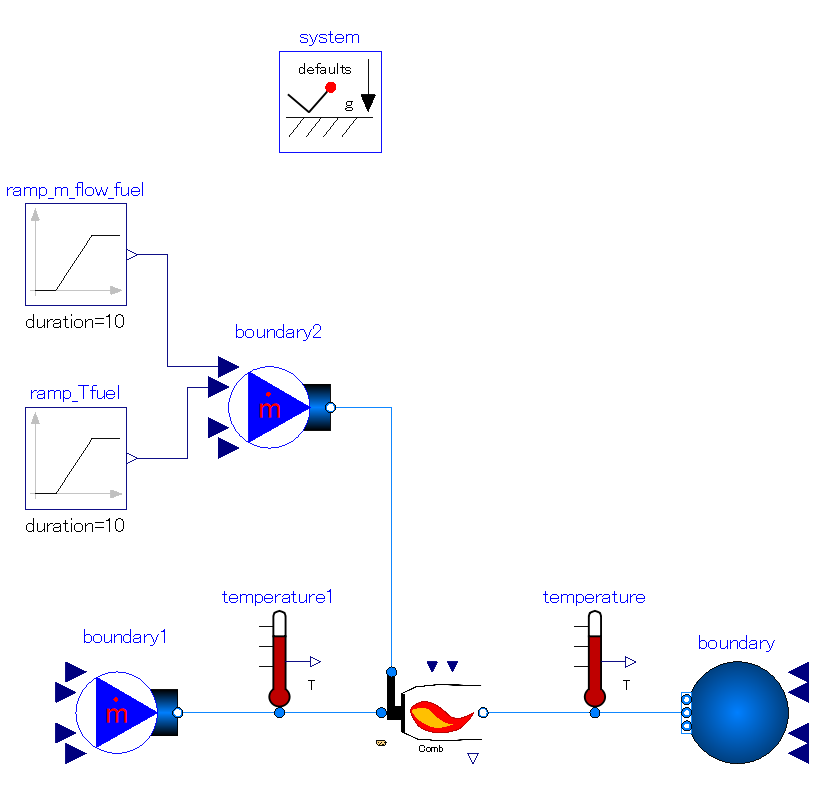 system
defaults
g
ramp_m_flow_fuel
duration=10
boundary2
ramp_Tfuel
ṁ
duration=10
temperature1
temperature
boundary1
boundary
T
T
ṁ
Comb